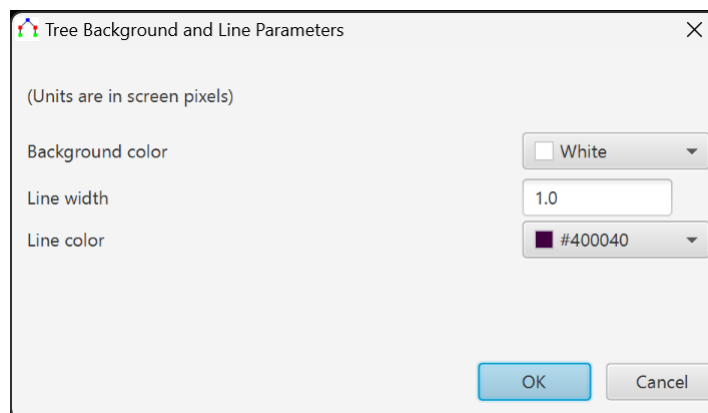 Tree Background and Line Parameters
(Units are in screen pixels)
Background color White
Line width 1.0
Line color #400040
OK Cancel